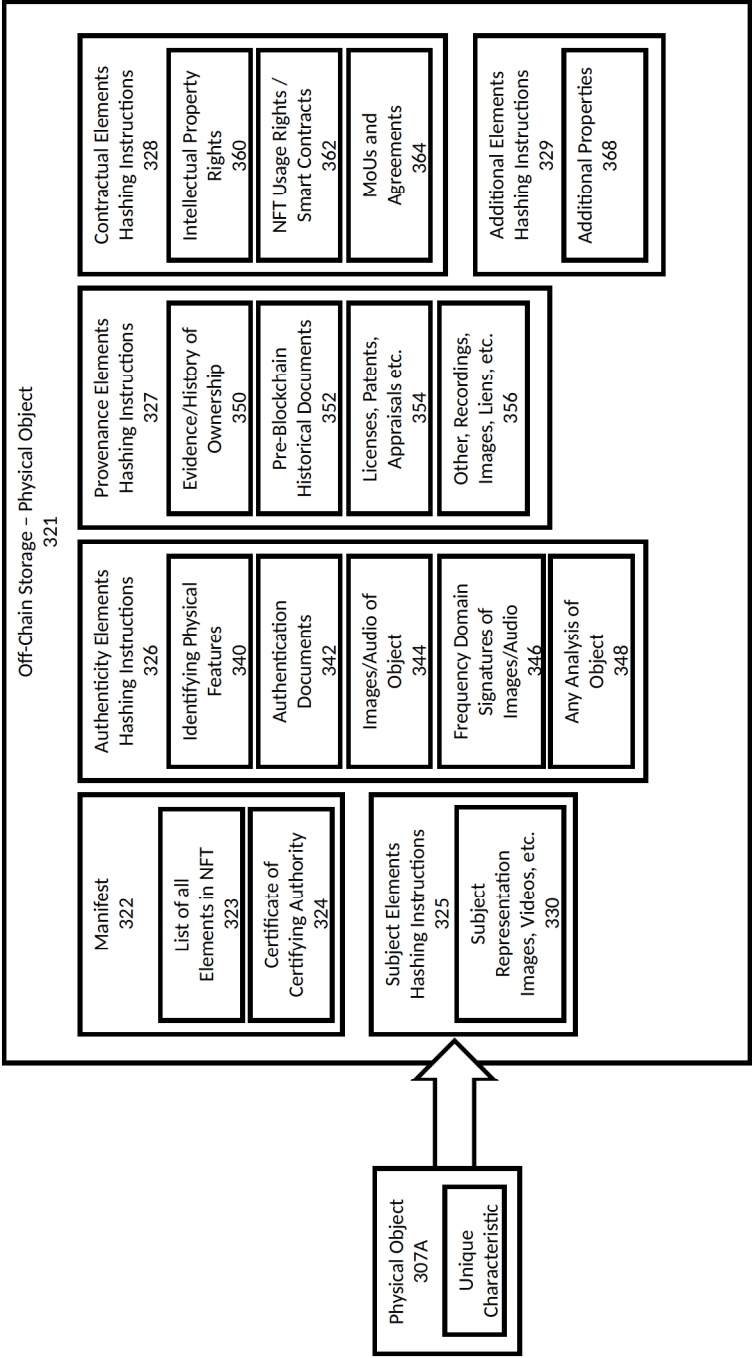 Off-Chain Storage – Physical Object
321
Physical Object
307A
Unique
Characteristic
Manifest
322
List of all
Elements in NFT
323
Certificate of
Certifying Authority
324
Subject Elements
Hashing Instructions
325
Subject
Representation
Images, Videos, etc.
330
Authenticity Elements
Hashing Instructions
326
Identifying Physical
Features
340
Authentication
Documents
342
Images/Audio of
Object
344
Frequency Domain
Signatures of
Images/Audio
346
Any Analysis of
Object
348
Provenance Elements
Hashing Instructions
327
Evidence/History of
Ownership
350
Pre-Blockchain
Historical Documents
352
Licenses, Patents,
Appraisals etc.
354
Other, Recordings,
Images, Liens, etc.
356
Contractual Elements
Hashing Instructions
328
Intellectual Property
Rights
360
NFT Usage Rights /
Smart Contracts
362
MoUs and
Agreements
364
Additional Elements
Hashing Instructions
329
Additional Properties
368